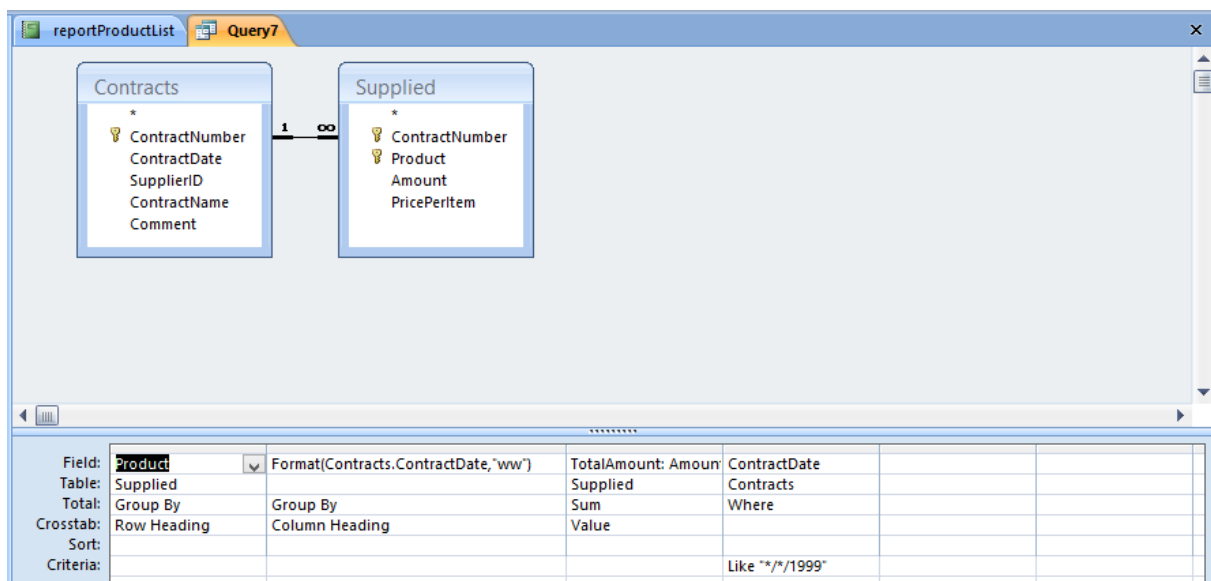 reportProductList Query7
Contracts
*
ContractNumber
ContractDate
SupplierID
ContractName
Comment
1 ∞
Supplied
*
ContractNumber
Product
Amount
PricePerItem
Field: Product Format(Contracts.ContractDate,"ww") TotalAmount: Amoun ContractDate
Table: Supplied Supplied Contracts
Total: Group By Group By Sum Where
Crosstab: Row Heading Column Heading Value
Sort:
Criteria: Like "*/*/1999"